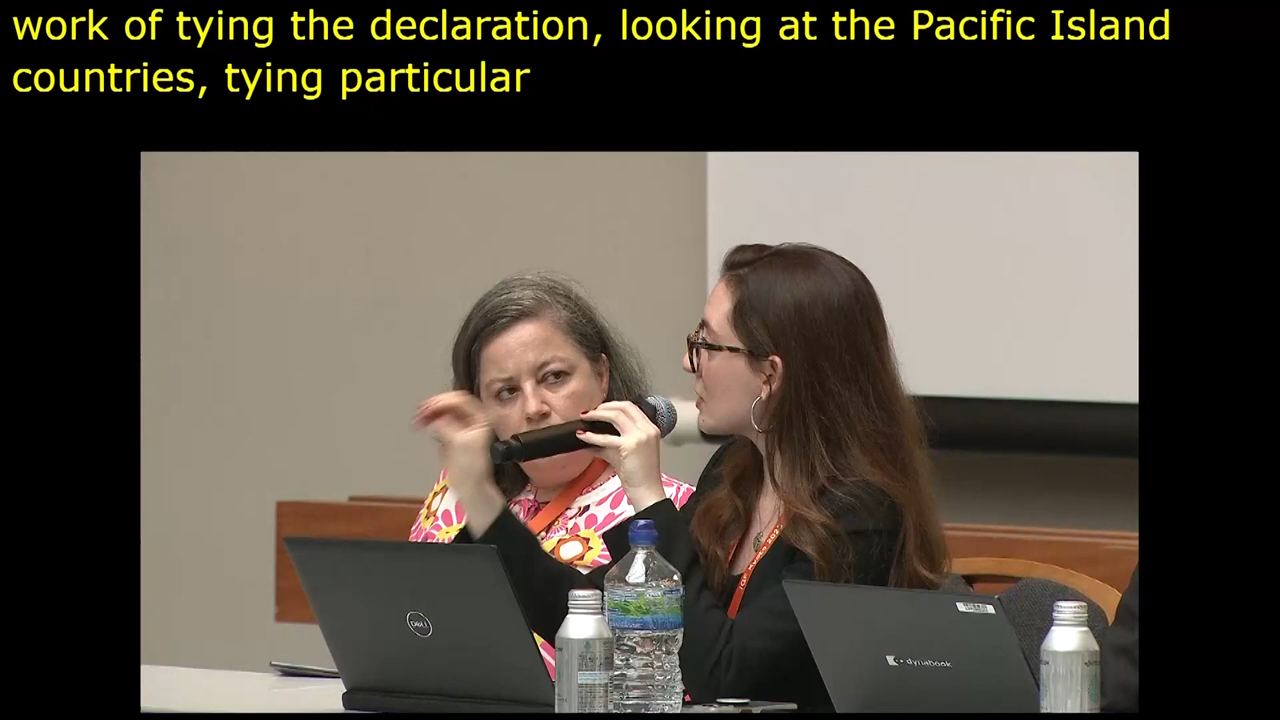 work of tying the declaration, looking at the Pacific Island
countries, tying particular
DELL
dynabook